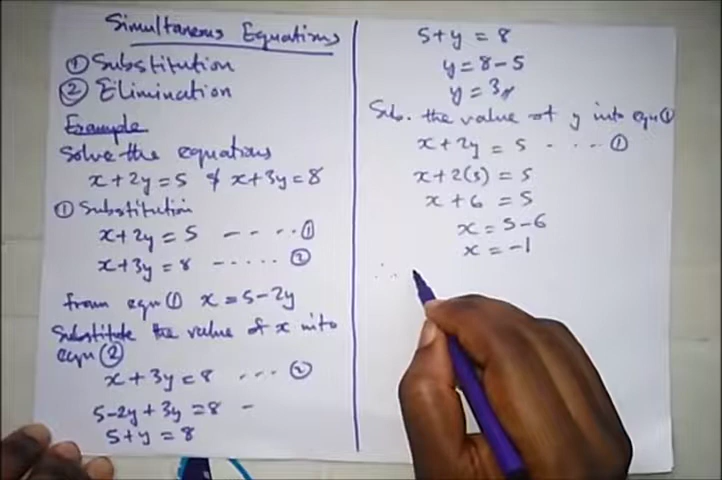 Simultaneous Equations
① Substitution
② Elimination
Example
Solve the equations
x + 2y = 5 & x + 3y = 8
① Substitution
x + 2y = 5 - - - - - - ①
x + 3y = 8 - - - - - - ②
from eqn ① x = 5 - 2y
Substitute the value of x into
eqn ②
x + 3y = 8 - - - ②
5 - 2y + 3y = 8 -
5 + y = 8
5 + y = 8
y = 8 - 5
y = 3
Sub. the value of y into eqn ①
x + 2y = 5 - - - - ①
x + 2(3) = 5
x + 6 = 5
x = 5 - 6
x = -1
∴